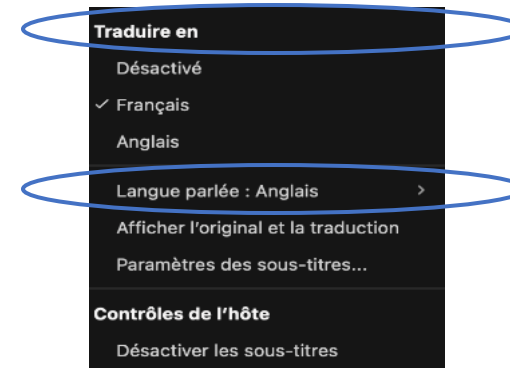 Traduire en
Désactivé
✓ Français
Anglais
Langue parlée : Anglais >
Afficher l'original et la traduction
Paramètres des sous-titres...
Contrôles de l'hôte
Désactiver les sous-titres